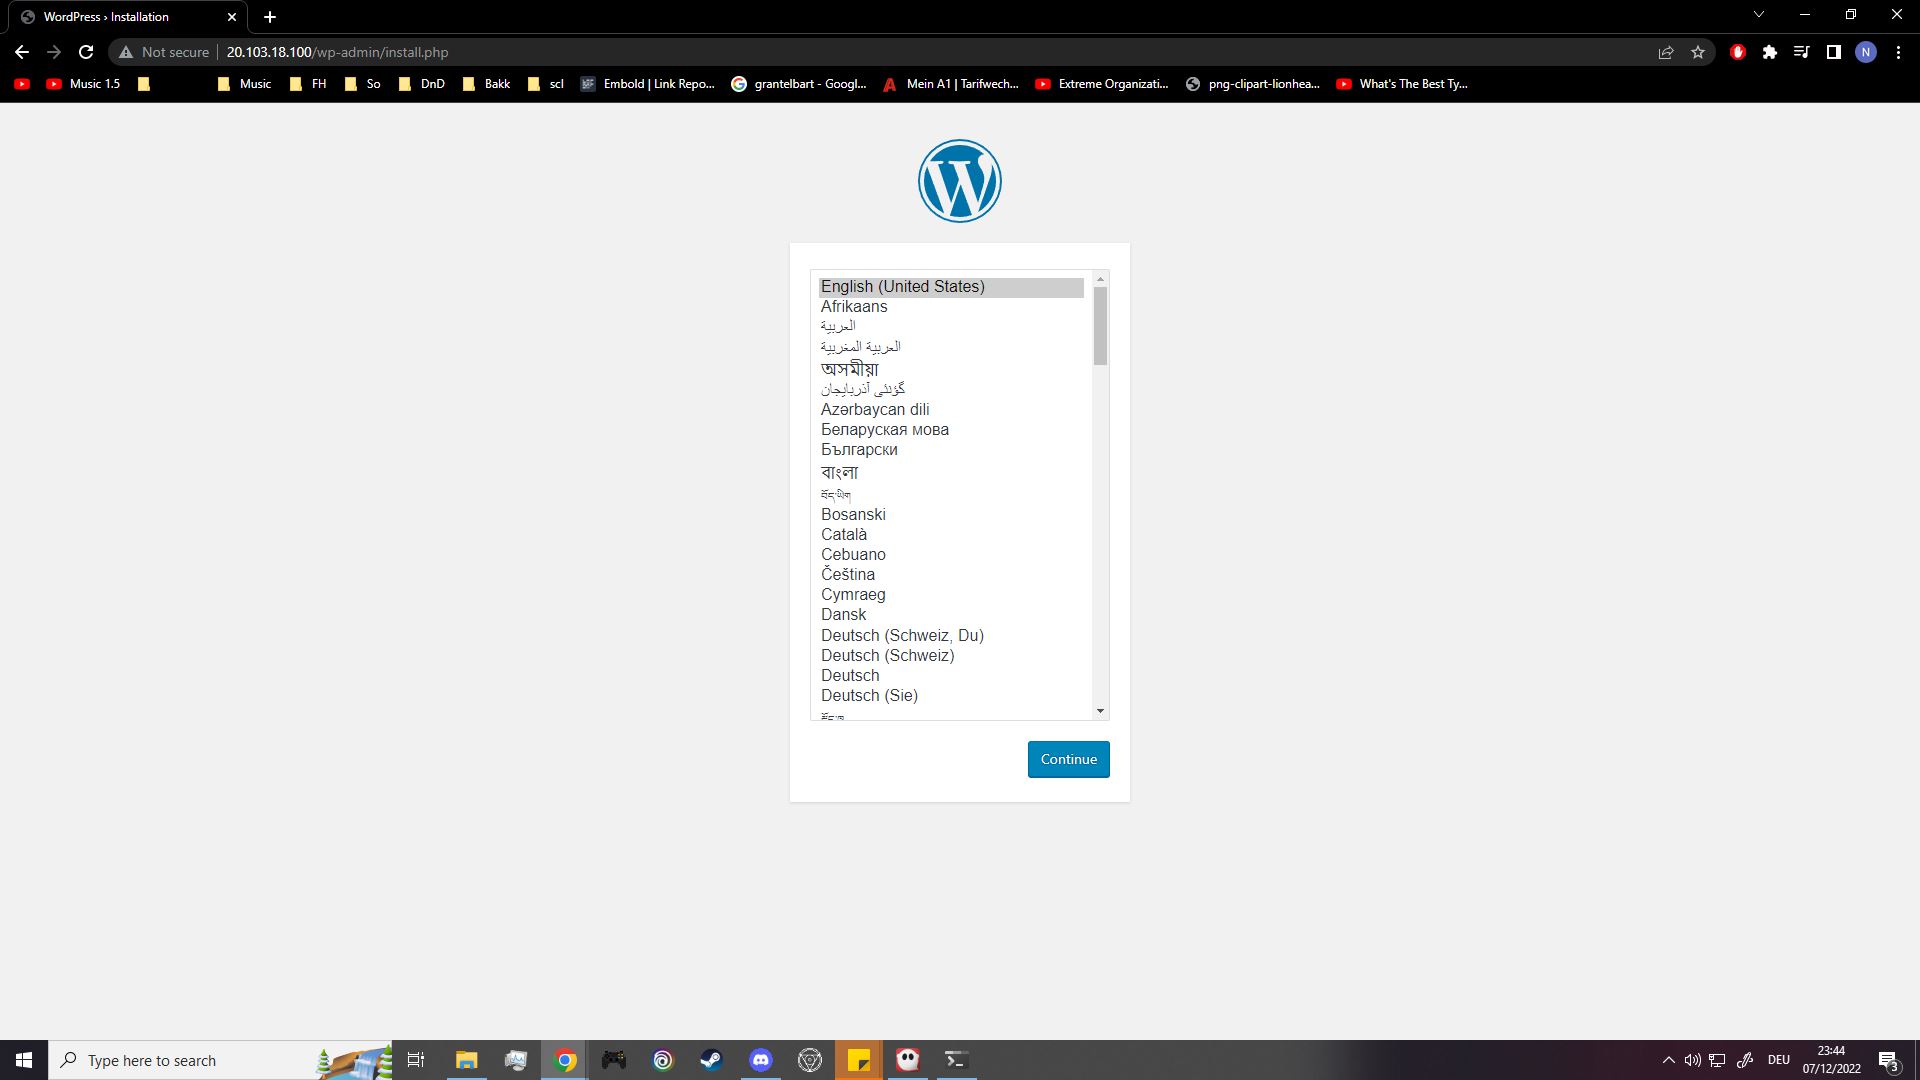 WordPress › Installation
Not secure
20.103.18.100/wp-admin/install.php
N
Music 1.5
Music
FH
So
DnD
Bakk
scl
Embold | Link Repo...
grantelbart - Googl...
Mein A1 | Tarifwech...
Extreme Organizati...
png-clipart-lionhea...
What's The Best Ty...
English (United States)
Afrikaans
العربية
العربية المغربية
অসমীয়া
گؤنئی آذربایجان
Azərbaycan dili
Беларуская мова
Български
বাংলা
བོད་ཡིག
Bosanski
Català
Cebuano
Čeština
Cymraeg
Dansk
Deutsch (Schweiz, Du)
Deutsch (Schweiz)
Deutsch
Deutsch (Sie)
Continue
Type here to search
DEU
23:44
07/12/2022
3